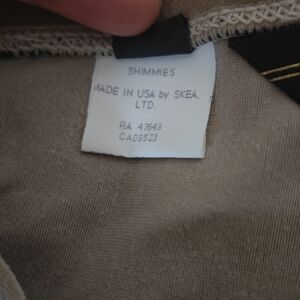 SHIMMIES
MADE IN USA by SKEA,
LTD.
RA 47643
CA08523